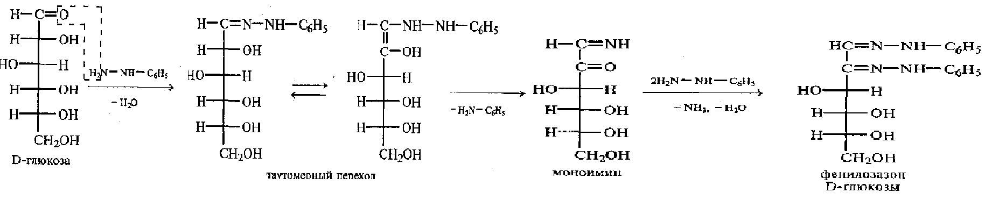 H—C=O
H—OH
HO—H
H—OH
H—OH
CH₂OH
D-глюкоза
H₂N—NH—C₆H₅
−H₂O
H—C=N—NH—C₆H₅
H—OH
HO—H
H—OH
H—OH
CH₂OH
H—C—NH—NH—C₆H₅
C—OH
HO—H
H—OH
H—OH
CH₂OH
таутомерный переход
−H₂N—C₆H₅
H—C=NH
C=O
HO—H
H—OH
H—OH
CH₂OH
моноимин
2H₂N—NH—C₆H₅
−NH₃, −H₂O
HC=N—NH—C₆H₅
C=N—NH—C₆H₅
HO—H
H—OH
H—OH
CH₂OH
фенилозазон
D-глюкозы